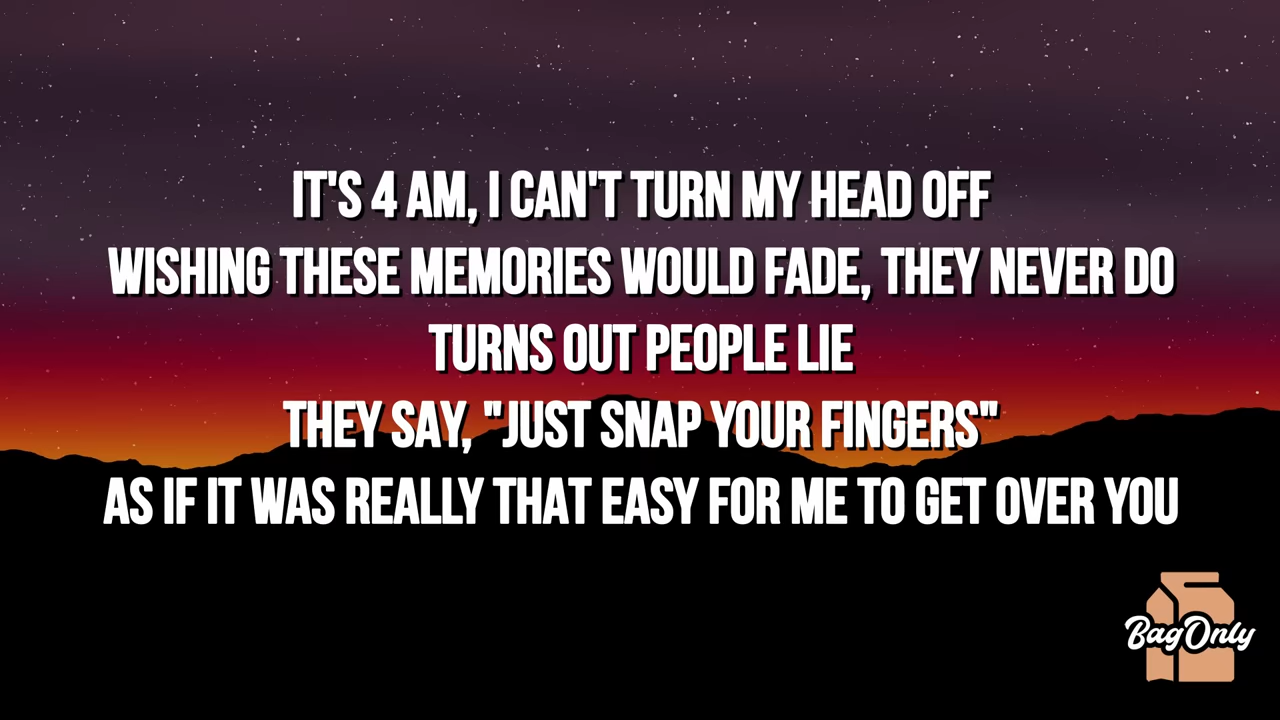 IT'S 4 AM, I CAN'T TURN MY HEAD OFF
WISHING THESE MEMORIES WOULD FADE, THEY NEVER DO
TURNS OUT PEOPLE LIE
THEY SAY, "JUST SNAP YOUR FINGERS"
AS IF IT WAS REALLY THAT EASY FOR ME TO GET OVER YOU
BagOnly